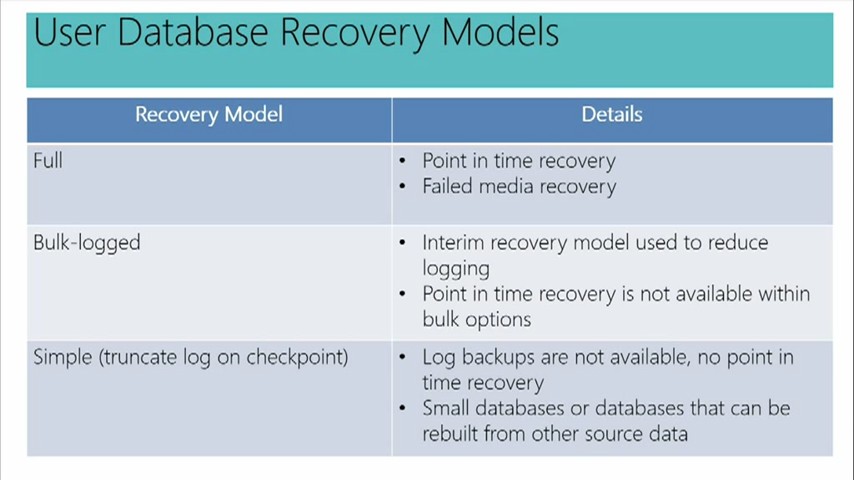 User Database Recovery Models
Recovery Model
Details
Full
• Point in time recovery
• Failed media recovery
Bulk-logged
• Interim recovery model used to reduce
logging
• Point in time recovery is not available within
bulk options
Simple (truncate log on checkpoint)
• Log backups are not available, no point in
time recovery
• Small databases or databases that can be
rebuilt from other source data